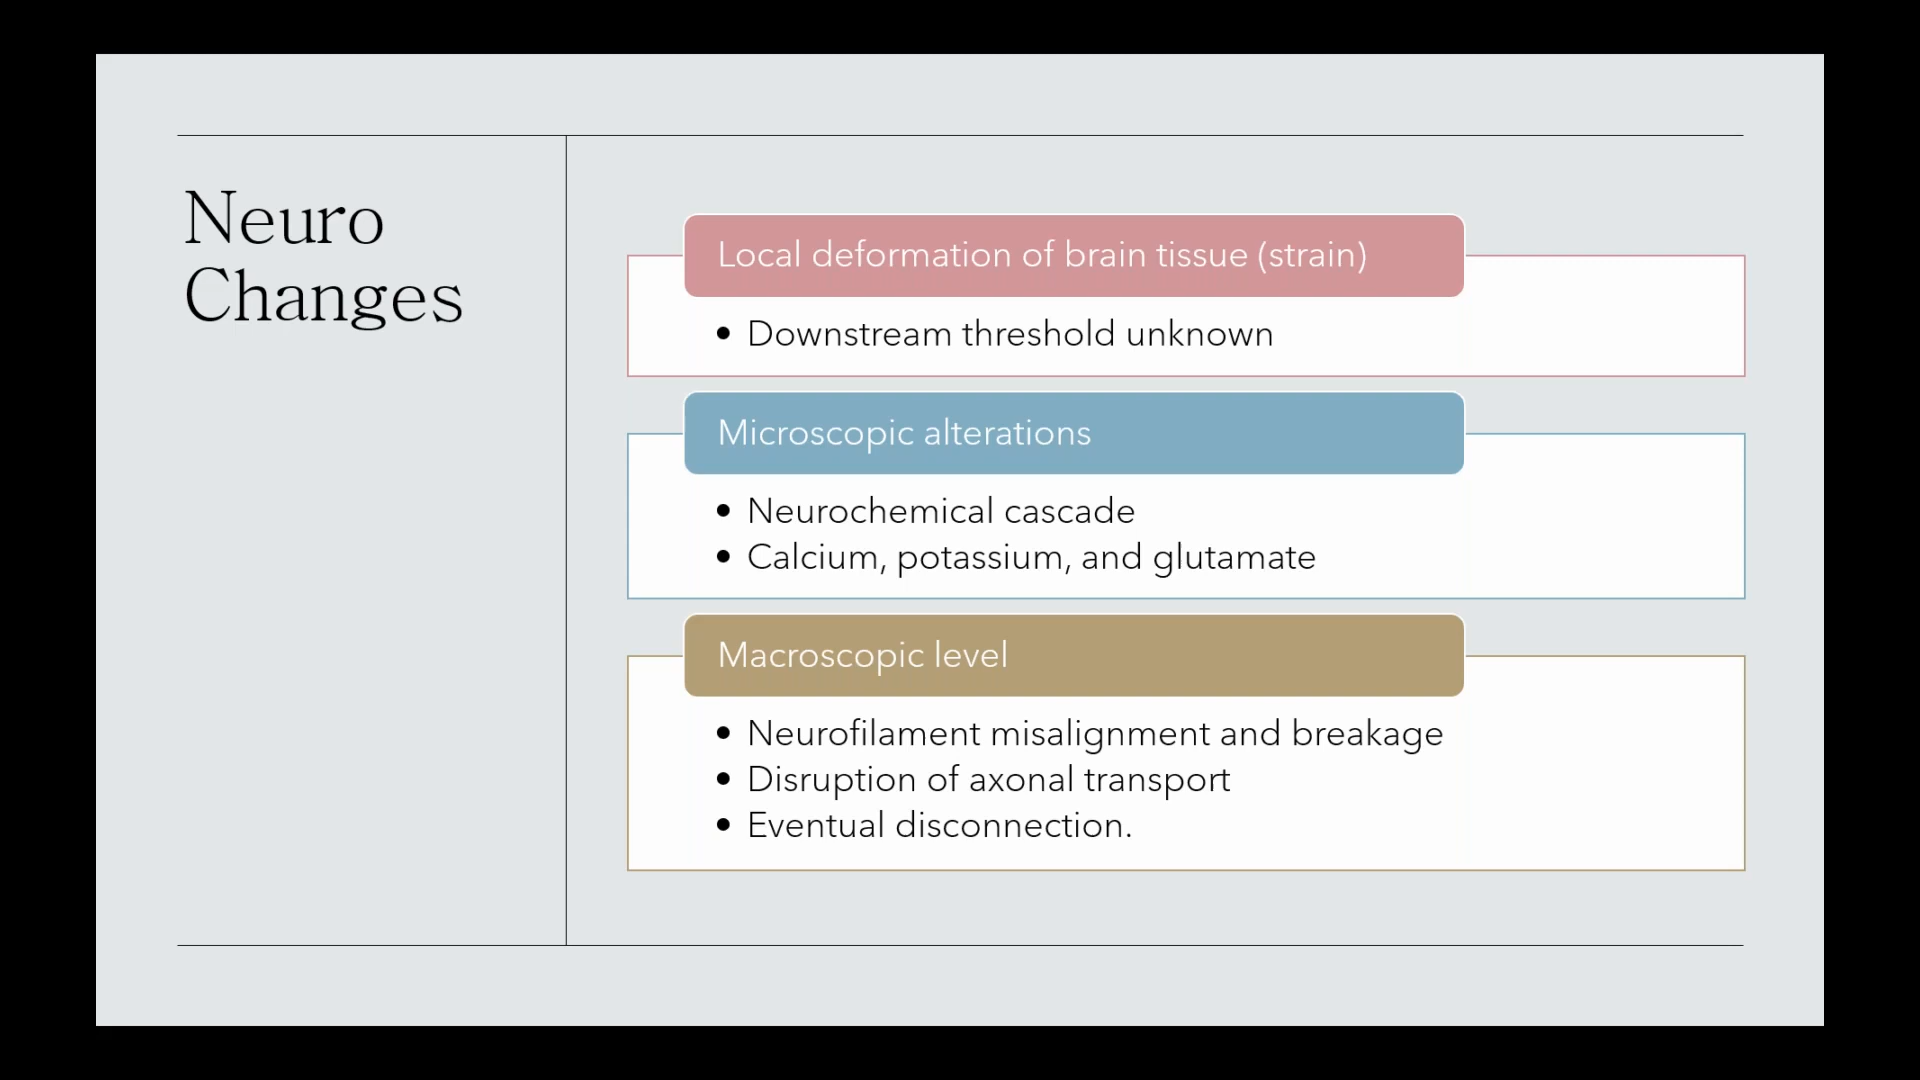 Neuro
Changes
Local deformation of brain tissue (strain)
• Downstream threshold unknown
Microscopic alterations
• Neurochemical cascade
• Calcium, potassium, and glutamate
Macroscopic level
• Neurofilament misalignment and breakage
• Disruption of axonal transport
• Eventual disconnection.